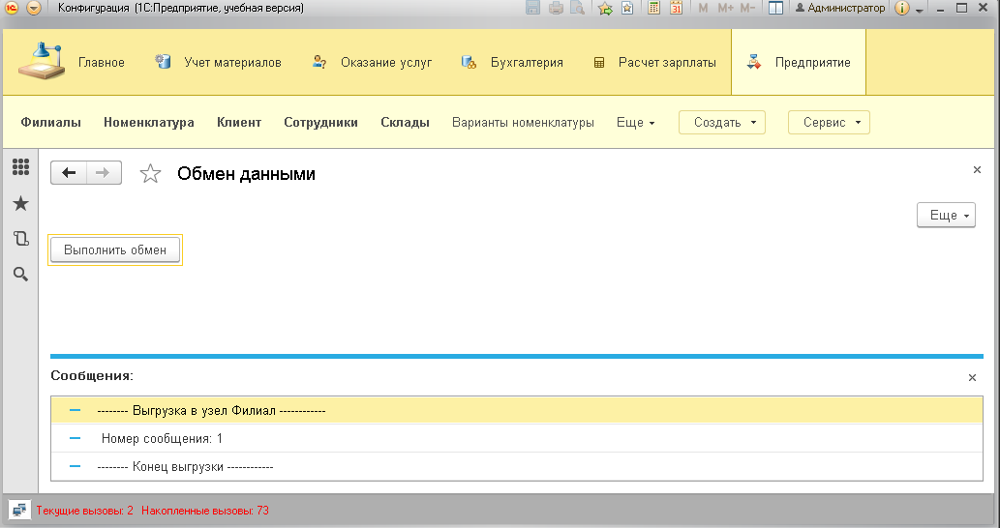 Конфигурация (1С:Предприятие, учебная версия) M M+ M- Администратор
Главное Учет материалов Оказание услуг Бухгалтерия Расчет зарплаты Предприятие
Филиалы Номенклатура Клиент Сотрудники Склады Варианты номенклатуры Еще Создать Сервис
Обмен данными
Еще
Выполнить обмен
Сообщения:
-------- Выгрузка в узел Филиал ------------
Номер сообщения: 1
-------- Конец выгрузки ------------
Текущие вызовы: 2 Накопленные вызовы: 73